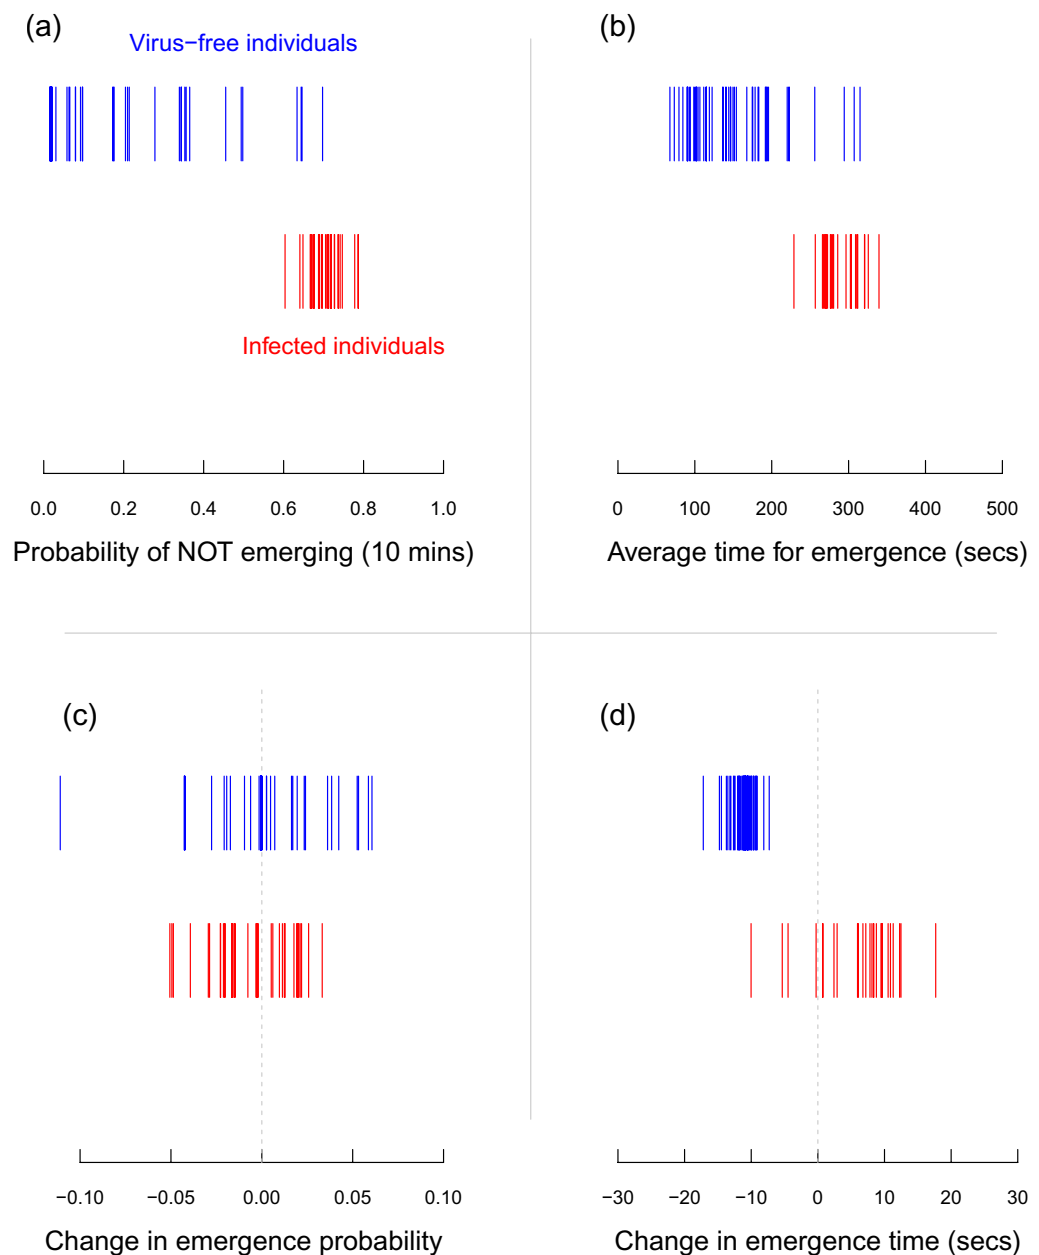 (a)
Virus−free individuals
Infected individuals
0.0 0.2 0.4 0.6 0.8 1.0
Probability of NOT emerging (10 mins)
(b)
0 100 200 300 400 500
Average time for emergence (secs)
(c)
−0.10 −0.05 0.00 0.05 0.10
Change in emergence probability
(d)
−30 −20 −10 0 10 20 30
Change in emergence time (secs)